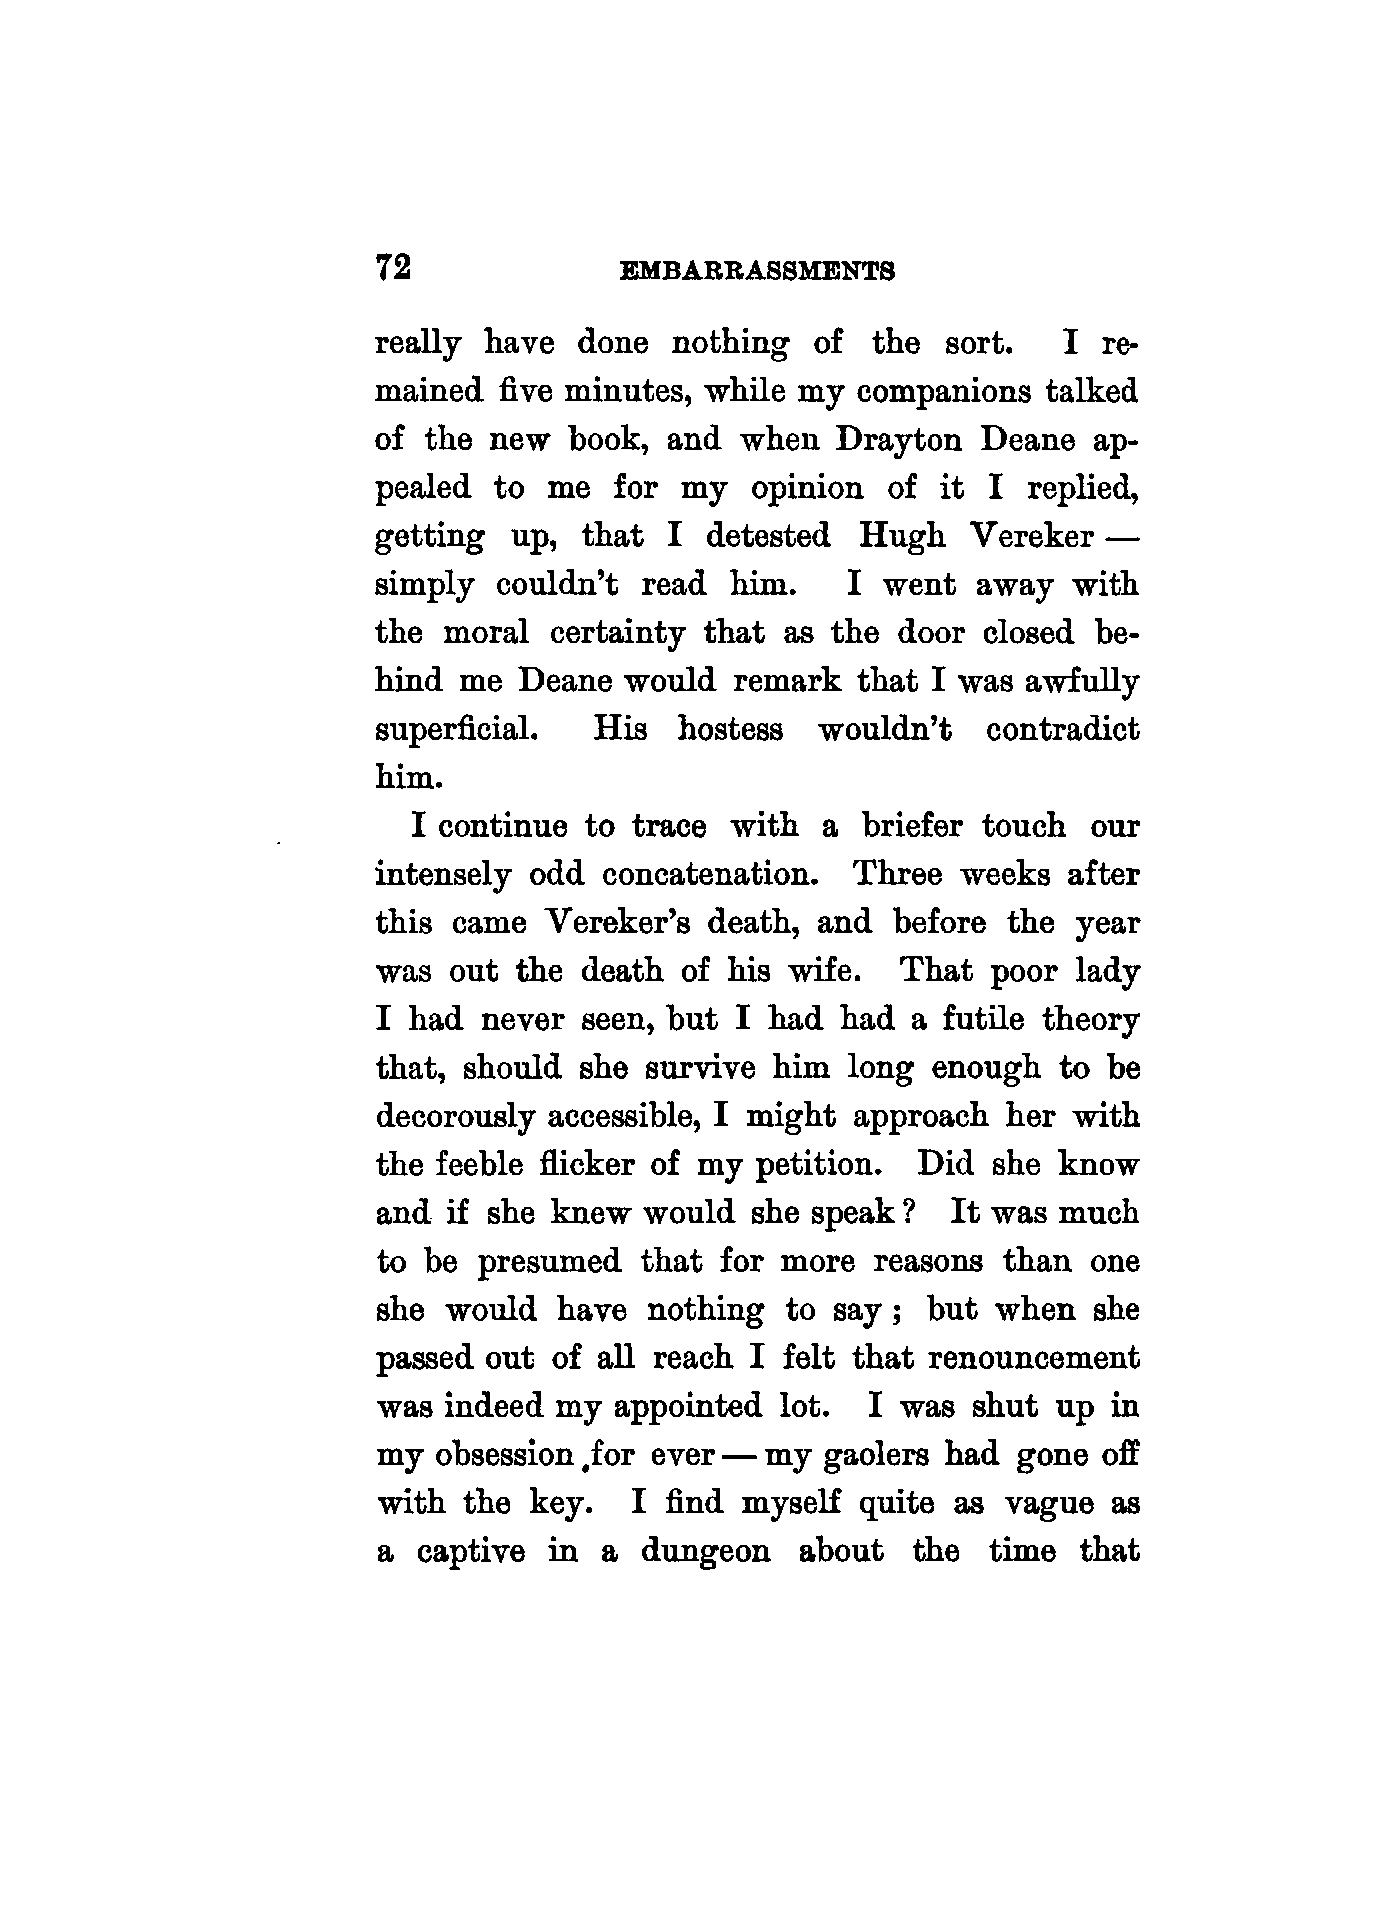 72 EMBARRASSMENTS
really have done nothing of the sort. I re-
mained five minutes, while my companions talked
of the new book, and when Drayton Deane ap-
pealed to me for my opinion of it I replied,
getting up, that I detested Hugh Vereker —
simply couldn't read him. I went away with
the moral certainty that as the door closed be-
hind me Deane would remark that I was awfully
superficial. His hostess wouldn't contradict
him.
I continue to trace with a briefer touch our
intensely odd concatenation. Three weeks after
this came Vereker's death, and before the year
was out the death of his wife. That poor lady
I had never seen, but I had had a futile theory
that, should she survive him long enough to be
decorously accessible, I might approach her with
the feeble flicker of my petition. Did she know
and if she knew would she speak? It was much
to be presumed that for more reasons than one
she would have nothing to say; but when she
passed out of all reach I felt that renouncement
was indeed my appointed lot. I was shut up in
my obsession for ever — my gaolers had gone off
with the key. I find myself quite as vague as
a captive in a dungeon about the time that